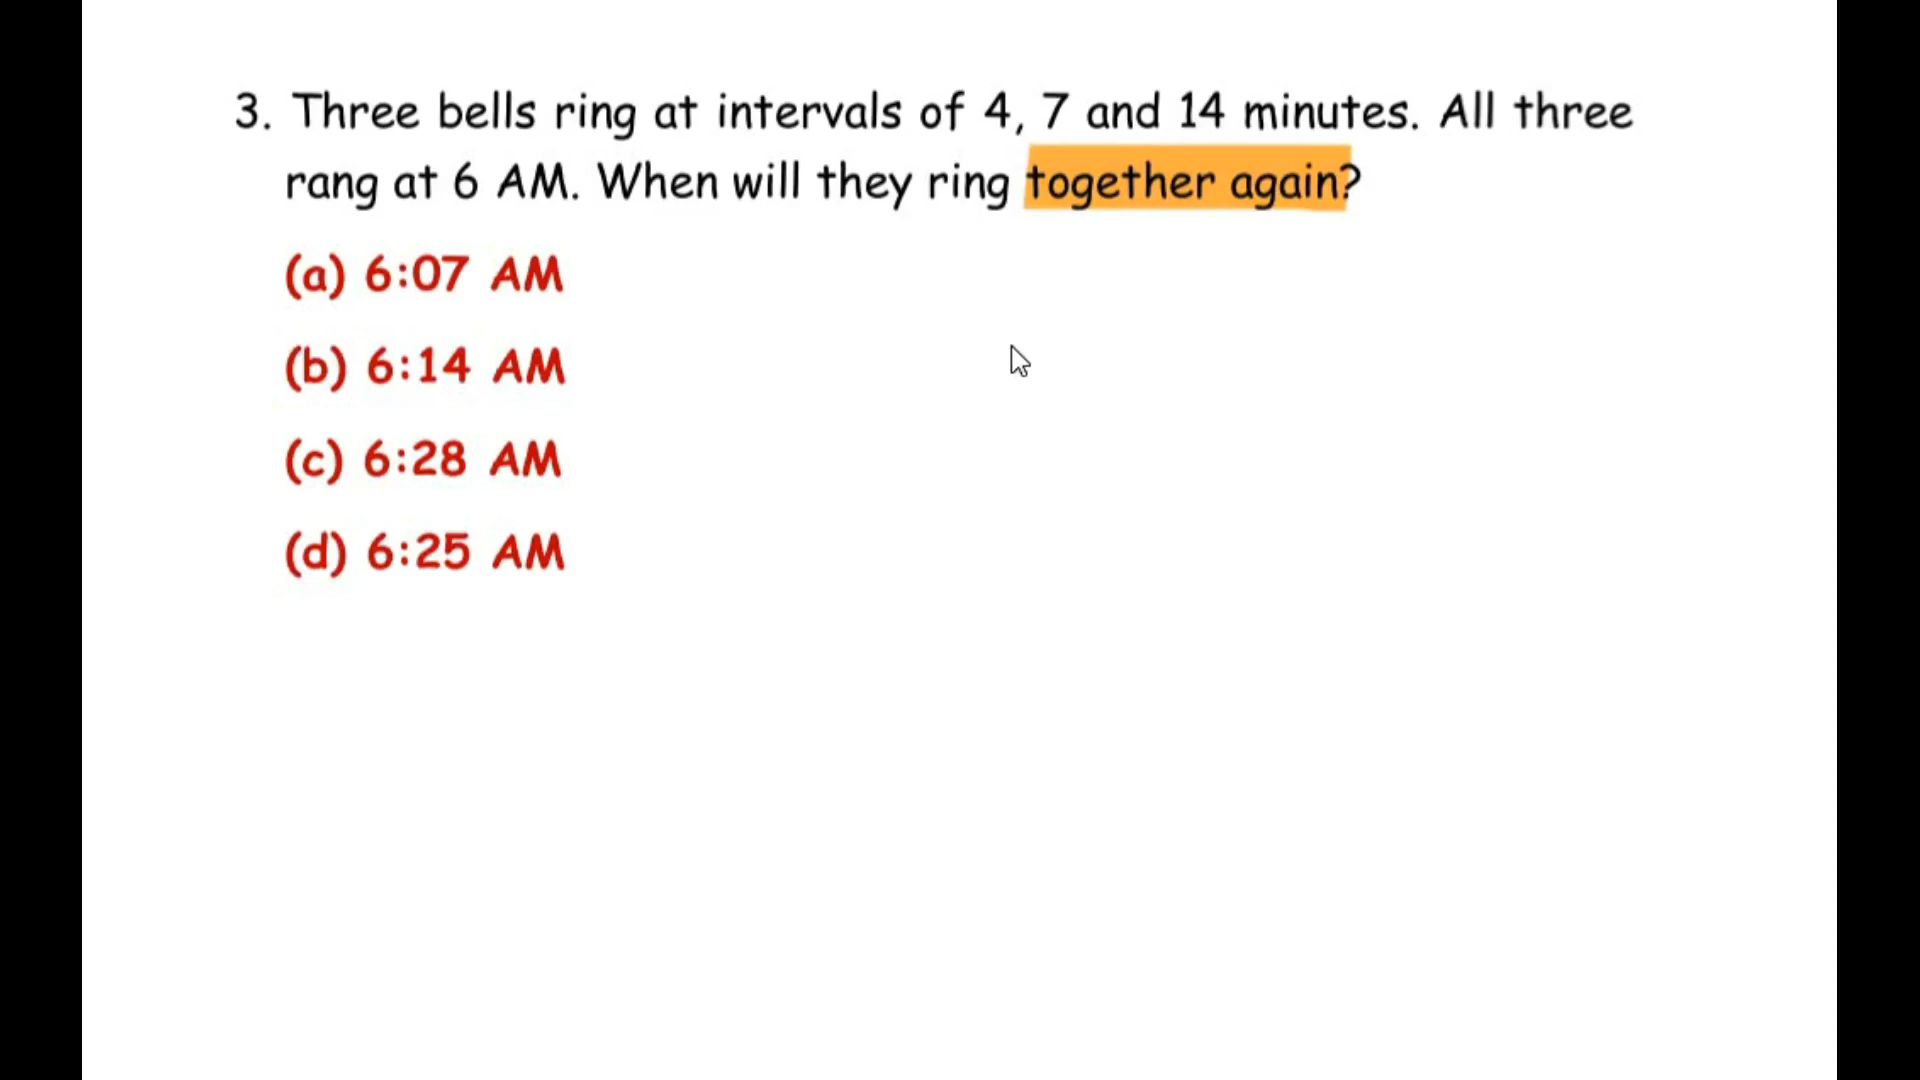 3. Three bells ring at intervals of 4, 7 and 14 minutes. All three
rang at 6 AM. When will they ring together again?
(a) 6:07 AM
(b) 6:14 AM
(c) 6:28 AM
(d) 6:25 AM